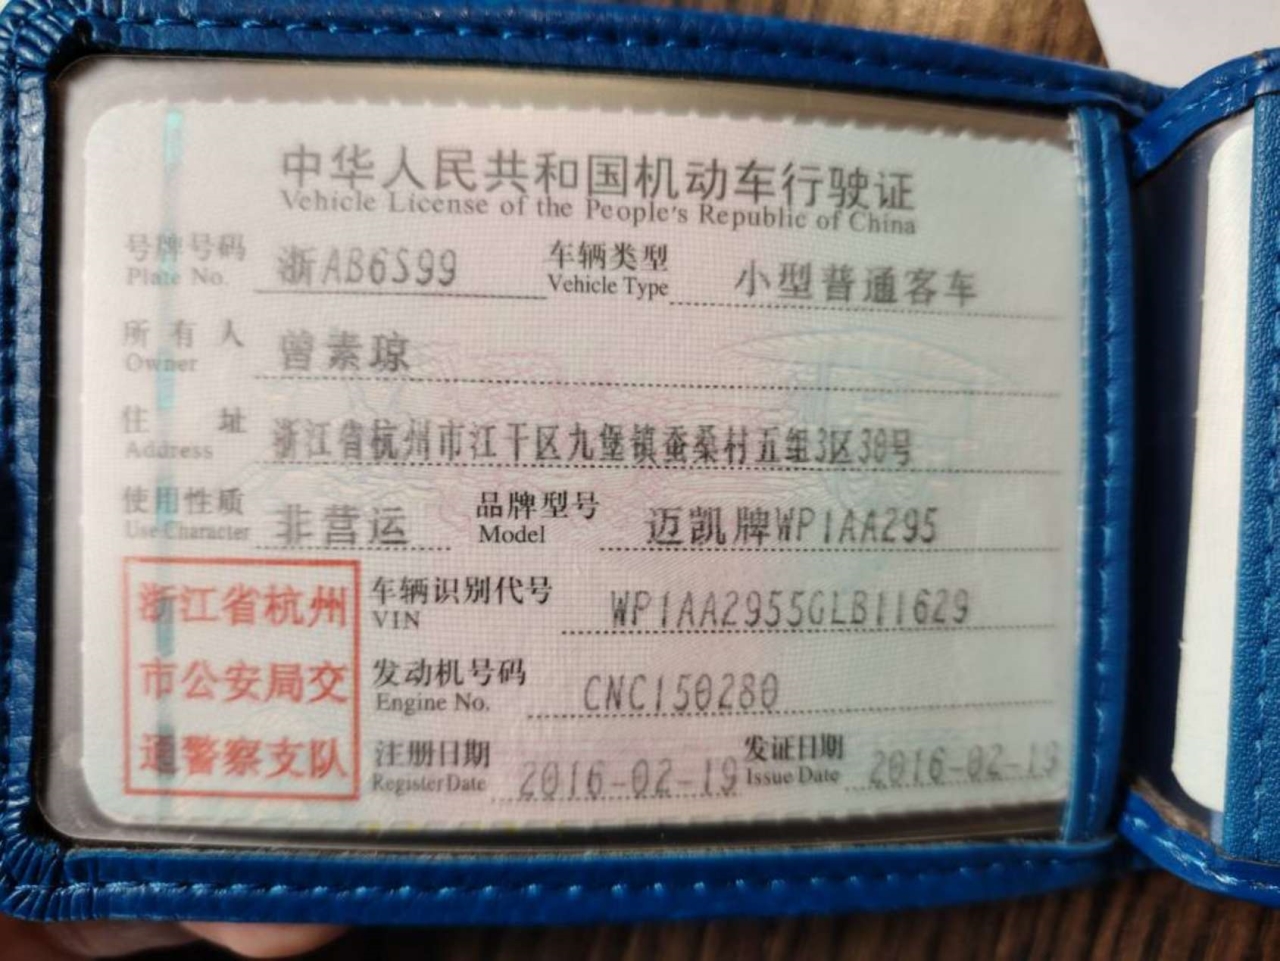 中华人民共和国机动车行驶证
Vehicle License of the People's Republic of China
号牌号码 浙AB6S99 车辆类型 小型普通客车
Plate No. Vehicle Type
所有人 曾素琼
Owner
住址 浙江省杭州市江干区九堡镇蚕桑村五组3区38号
Address
使用性质 非营运 品牌型号 迈凯牌WP1AA295
Use Character Model
浙江省杭州
市公安局交
通警察支队
车辆识别代号 WP1AA2955GLB11629
VIN
发动机号码 CNC150280
Engine No.
注册日期 2016-02-19 发证日期 2016-02-19
Register Date Issue Date